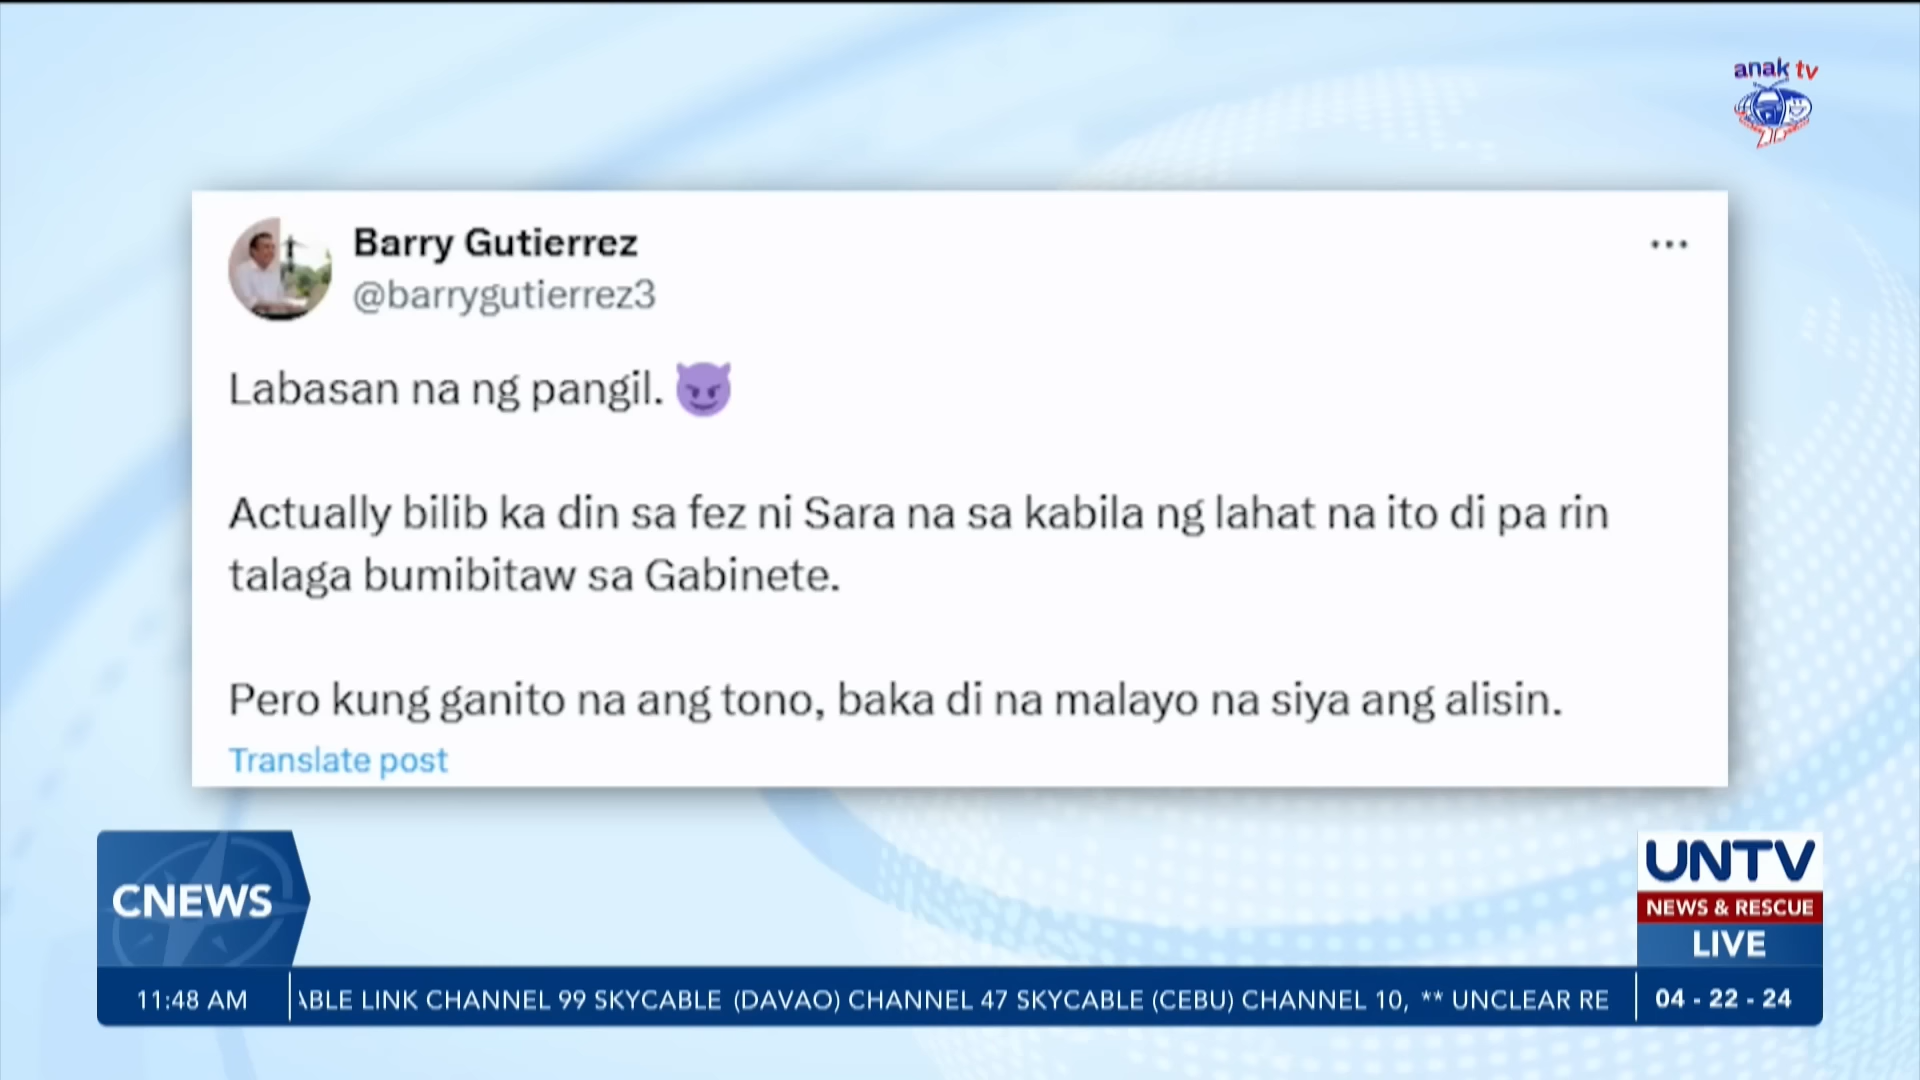 anak tv
Barry Gutierrez
@barrygutierrez3
Labasan na ng pangil. 😈
Actually bilib ka din sa fez ni Sara na sa kabila ng lahat na ito di pa rin
talaga bumibitaw sa Gabinete.
Pero kung ganito na ang tono, baka di na malayo na siya ang alisin.
Translate post
CNEWS
UNTV
NEWS & RESCUE
LIVE
11:48 AM
ABLE LINK CHANNEL 99 SKYCABLE (DAVAO) CHANNEL 47 SKYCABLE (CEBU) CHANNEL 10, ** UNCLEAR RE
04 - 22 - 24